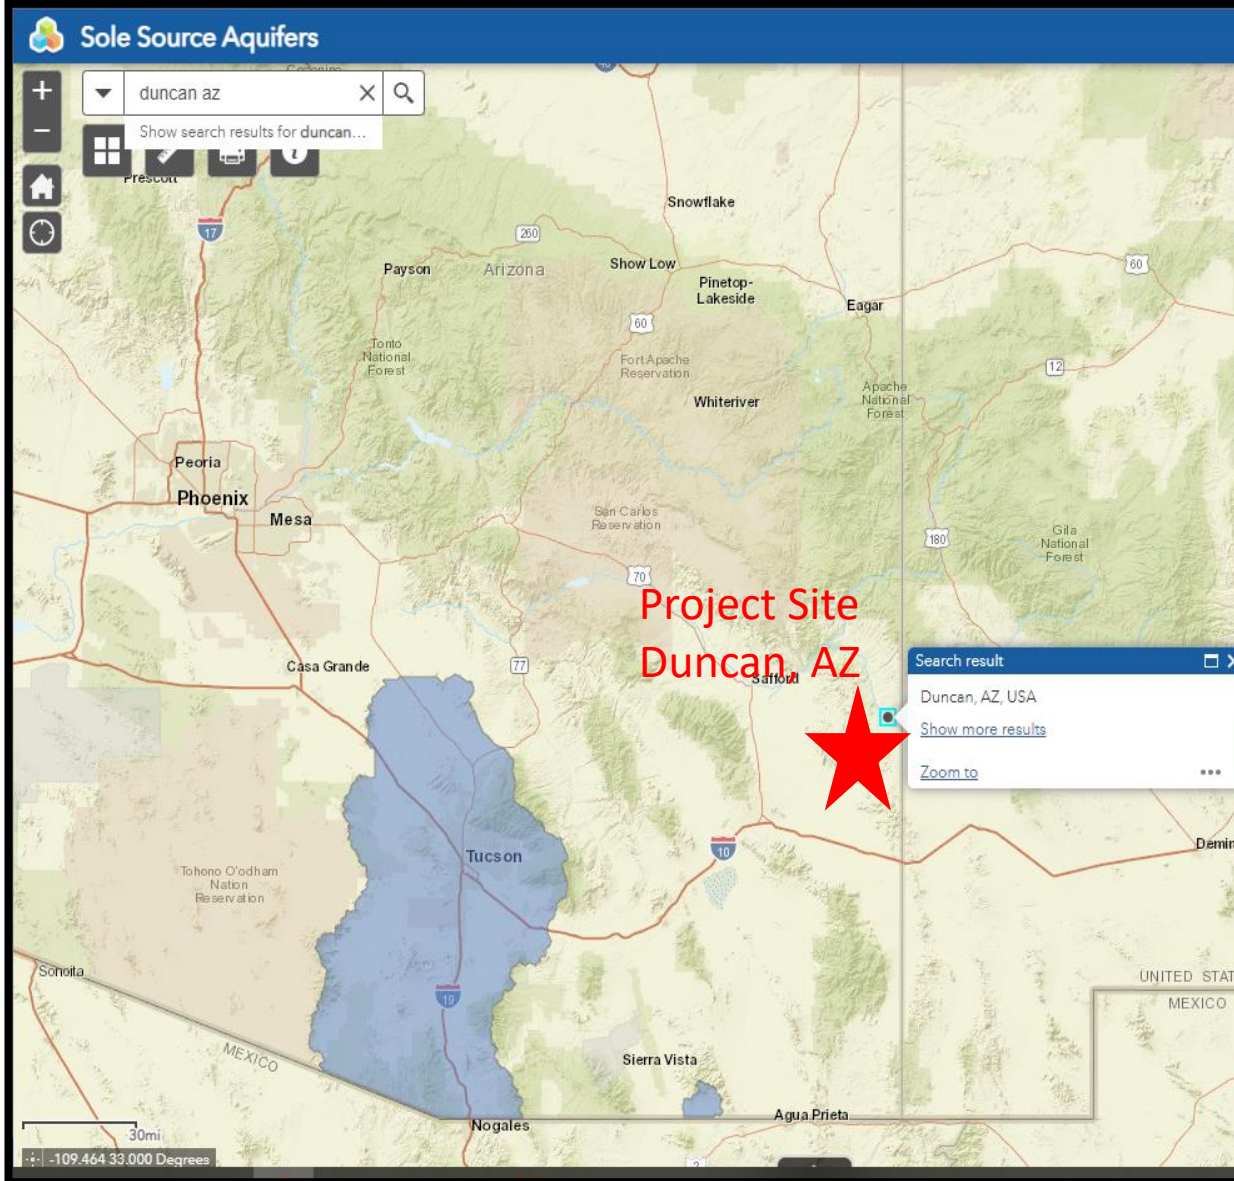 Sole Source Aquifers
duncan az
Show search results for duncan...
Prescott
17
260
Snowflake
Payson
Arizona
Show Low
Pinetop-
Lakeside
60
Eagar
60
Tonto
National
Forest
Fort Apache
Reservation
12
Whiteriver
Apache
National
Forest
Peoria
Phoenix
Mesa
San Carlos
Reservation
180
Gila
National
Forest
70
Project Site
Duncan, AZ
Safford
Casa Grande
77
Search result
Duncan, AZ, USA
Show more results
Zoom to
Tucson
10
Deming
Tohono O'odham
Nation
Reservation
Sonoita
19
UNITED STAT
MEXICO
MEXICO
Sierra Vista
Nogales
Agua Prieta
30mi
2
-109.464 33.000 Degrees